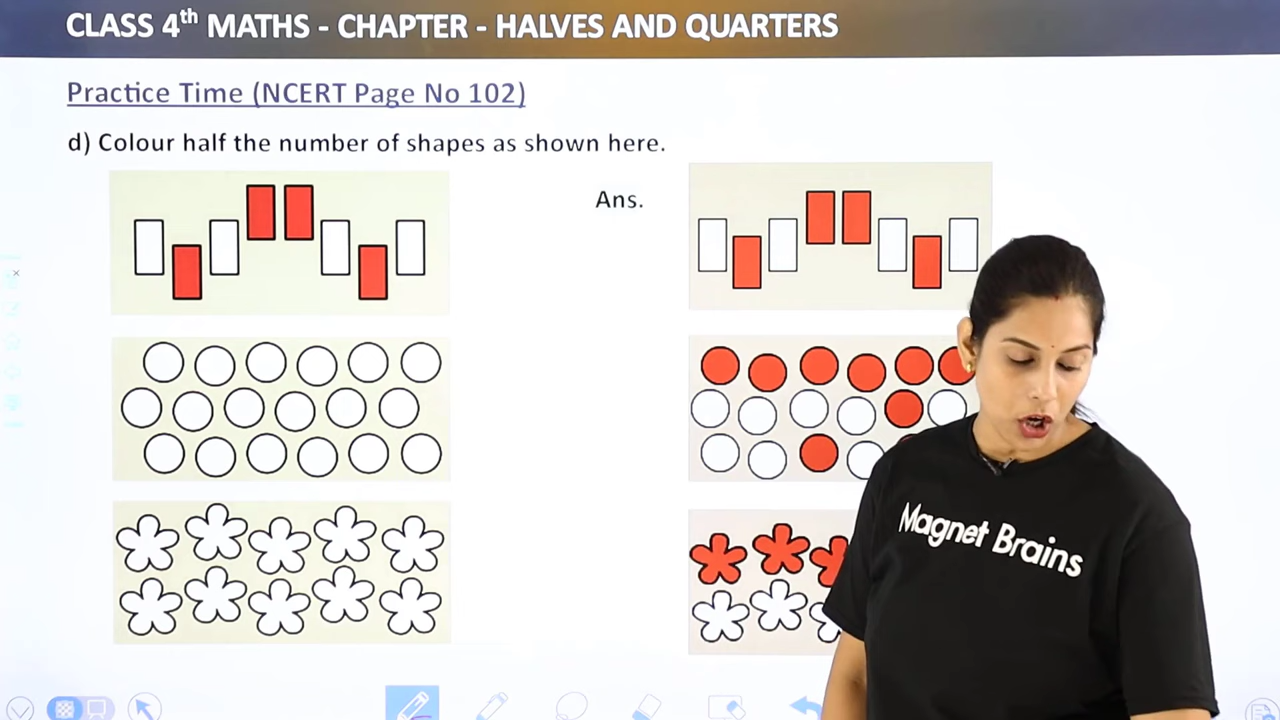 CLASS 4th MATHS - CHAPTER - HALVES AND QUARTERS
Practice Time (NCERT Page No 102)
d) Colour half the number of shapes as shown here.
Ans.
Magnet Brains